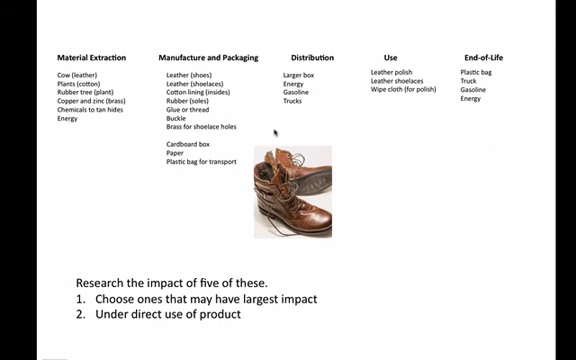 Material Extraction
Cow (leather)
Plants (cotton)
Rubber tree (plant)
Copper and zinc (brass)
Chemicals to tan hides
Energy
Manufacture and Packaging
Leather (shoes)
Leather (shoelaces)
Cotton lining (insides)
Rubber (soles)
Glue or thread
Buckle
Brass for shoelace holes
Cardboard box
Paper
Plastic bag for transport
Distribution
Larger box
Energy
Gasoline
Trucks
Use
Leather polish
Leather shoelaces
Wipe cloth (for polish)
End-of-Life
Plastic bag
Truck
Gasoline
Energy
Research the impact of five of these.
1. Choose ones that may have largest impact
2. Under direct use of product